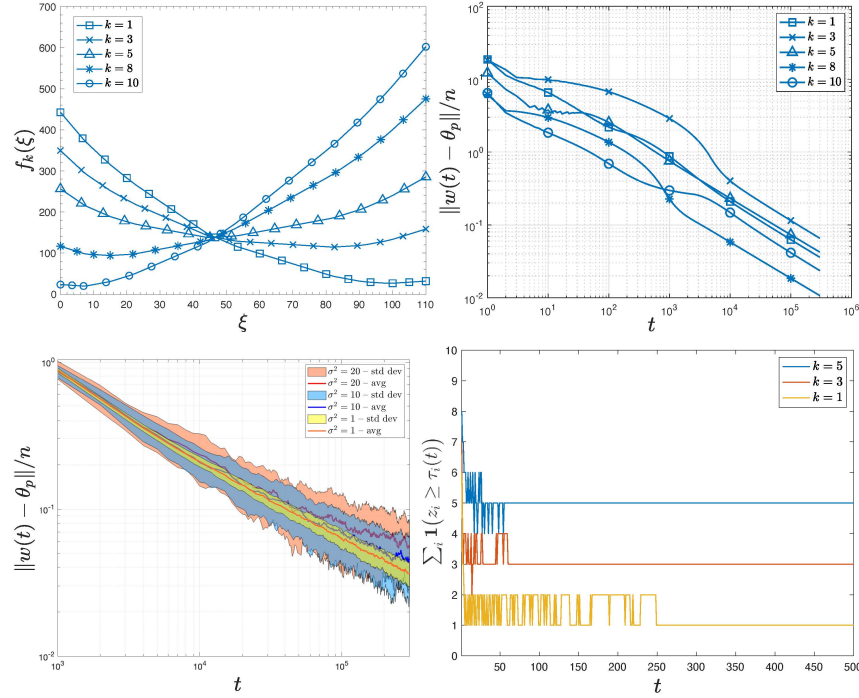 700
600
500
400
300
200
100
0
f_k(ξ)
k = 1
k = 3
k = 5
k = 8
k = 10
0 10 20 30 40 50 60 70 80 90 100 110
ξ
10^2
10^1
10^0
10^-1
10^-2
||w(t) − θ_p||/n
k = 1
k = 3
k = 5
k = 8
k = 10
10^0 10^1 10^2 10^3 10^4 10^5 10^6
t
10^0
10^-1
10^-2
||w(t) − θ_p||/n
σ² = 20 – std dev
σ² = 20 – avg
σ² = 10 – std dev
σ² = 10 – avg
σ² = 1 – std dev
σ² = 1 – avg
10^3 10^4 10^5
t
10
9
8
7
6
5
4
3
2
1
0
∑_i 1(z_i ≥ τ_i(t))
k = 5
k = 3
k = 1
50 100 150 200 250 300 350 400 450 500
t